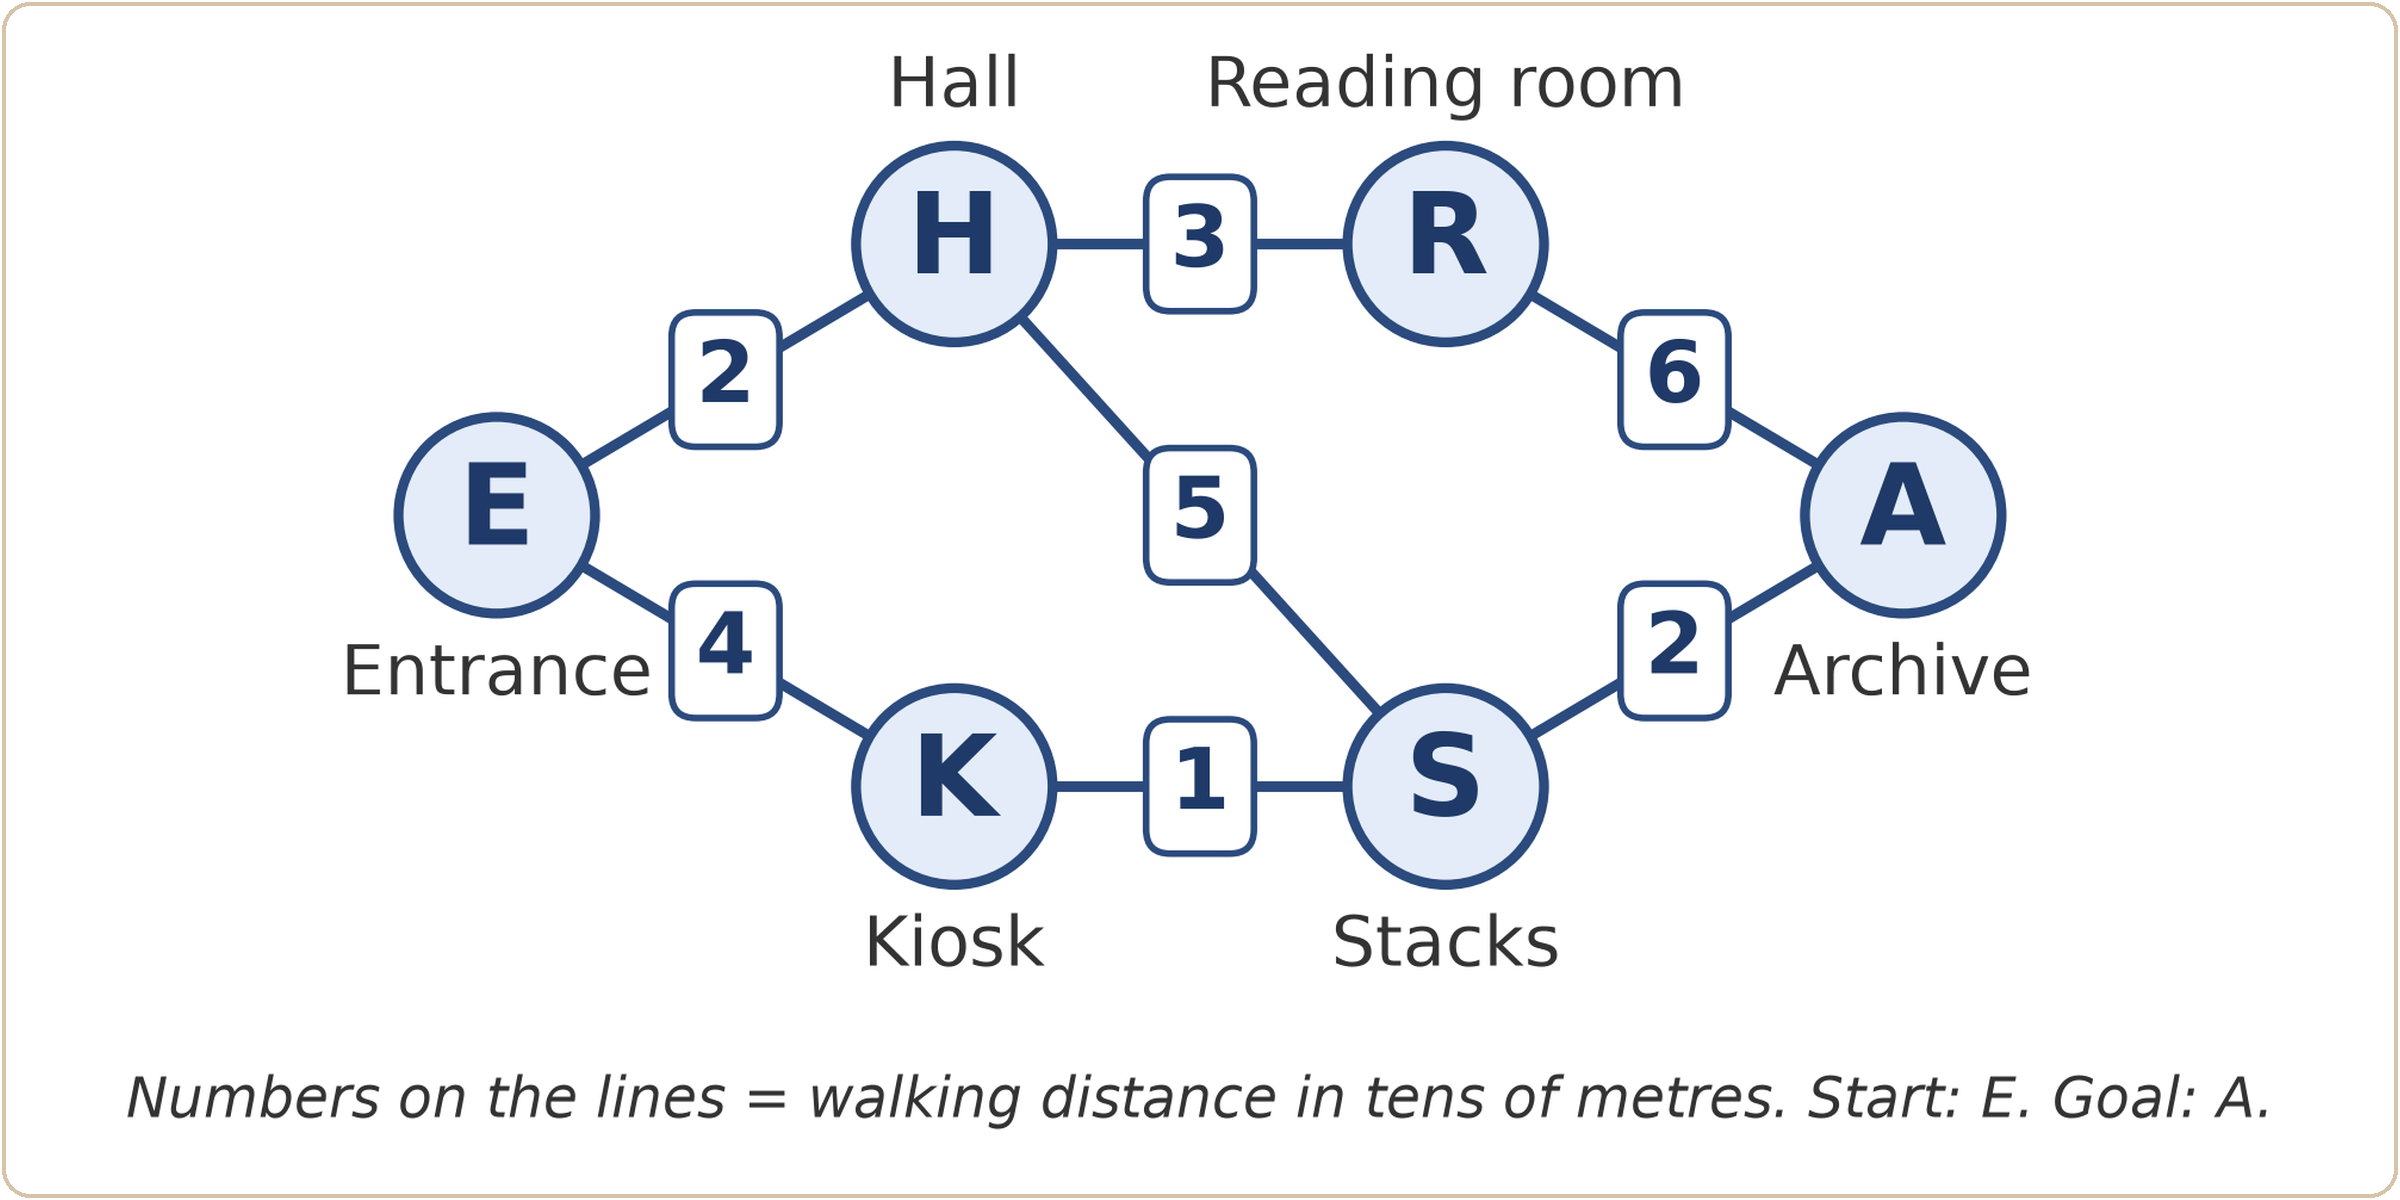 Hall Reading room
H 3 R
2 6
E 5 A
Entrance 4 2 Archive
K 1 S
Kiosk Stacks
Numbers on the lines = walking distance in tens of metres. Start: E. Goal: A.